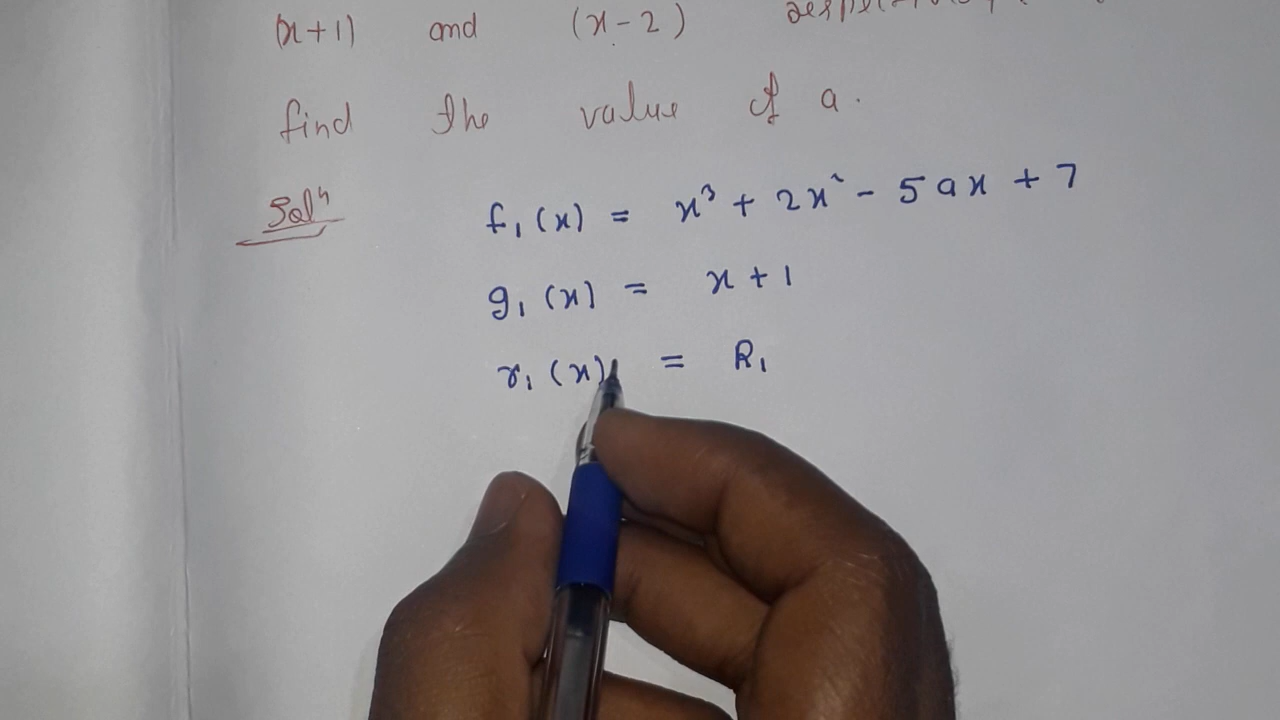 (x+1) and (x-2)
find the value of a.
Solⁿ f₁(x) = x³ + 2x² - 5ax + 7
g₁(x) = x + 1
r₁(x) = R₁